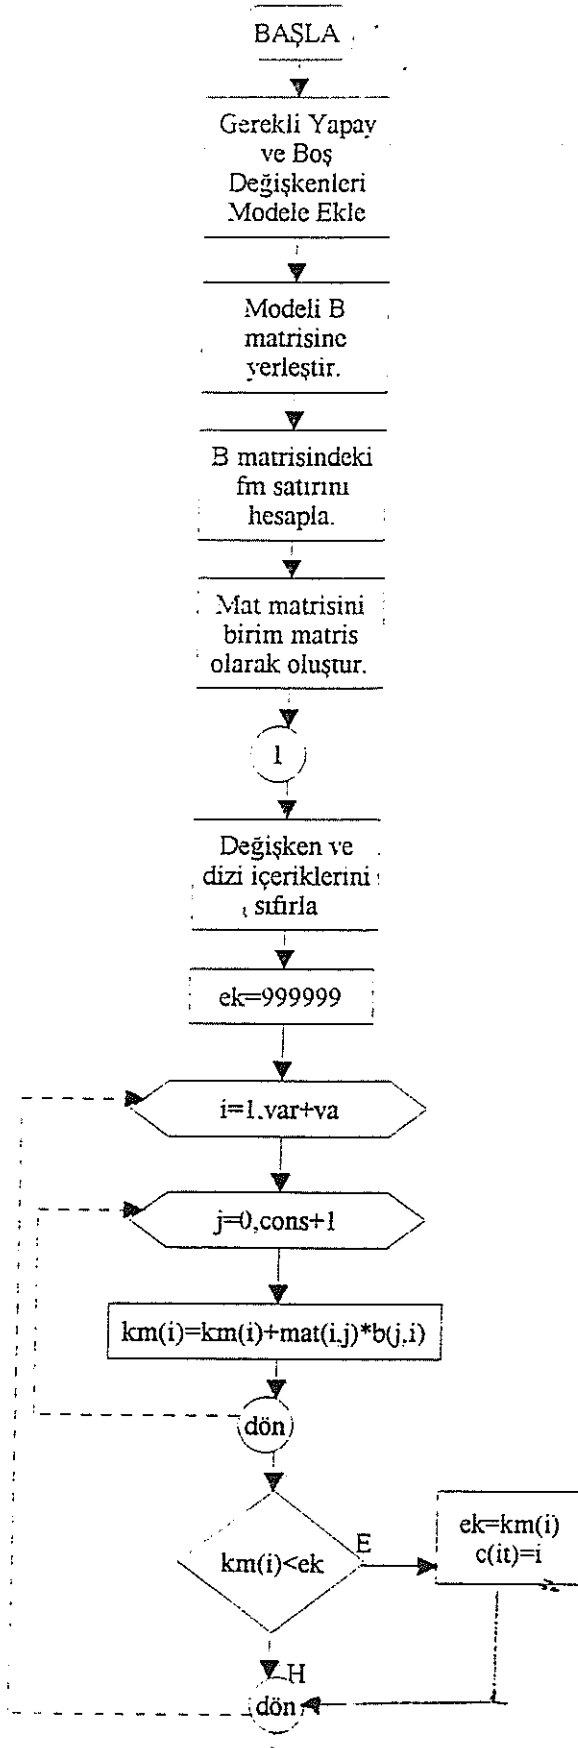 BAŞLA
Gerekli Yapay
ve Boş
Değişkenleri
Modele Ekle
Modeli B
matrisine
yerleştir.
B matrisindeki
fm satırını
hesapla.
Mat matrisini
birim matris
olarak oluştur.
1
Değişken ve
dizi içeriklerini
sıfırla
ek=999999
i=1.var+va
j=0,cons+1
km(i)=km(i)+mat(i.j)*b(j.i)
dön
km(i)<ek
E
ek=km(i)
c(it)=i
H
dön